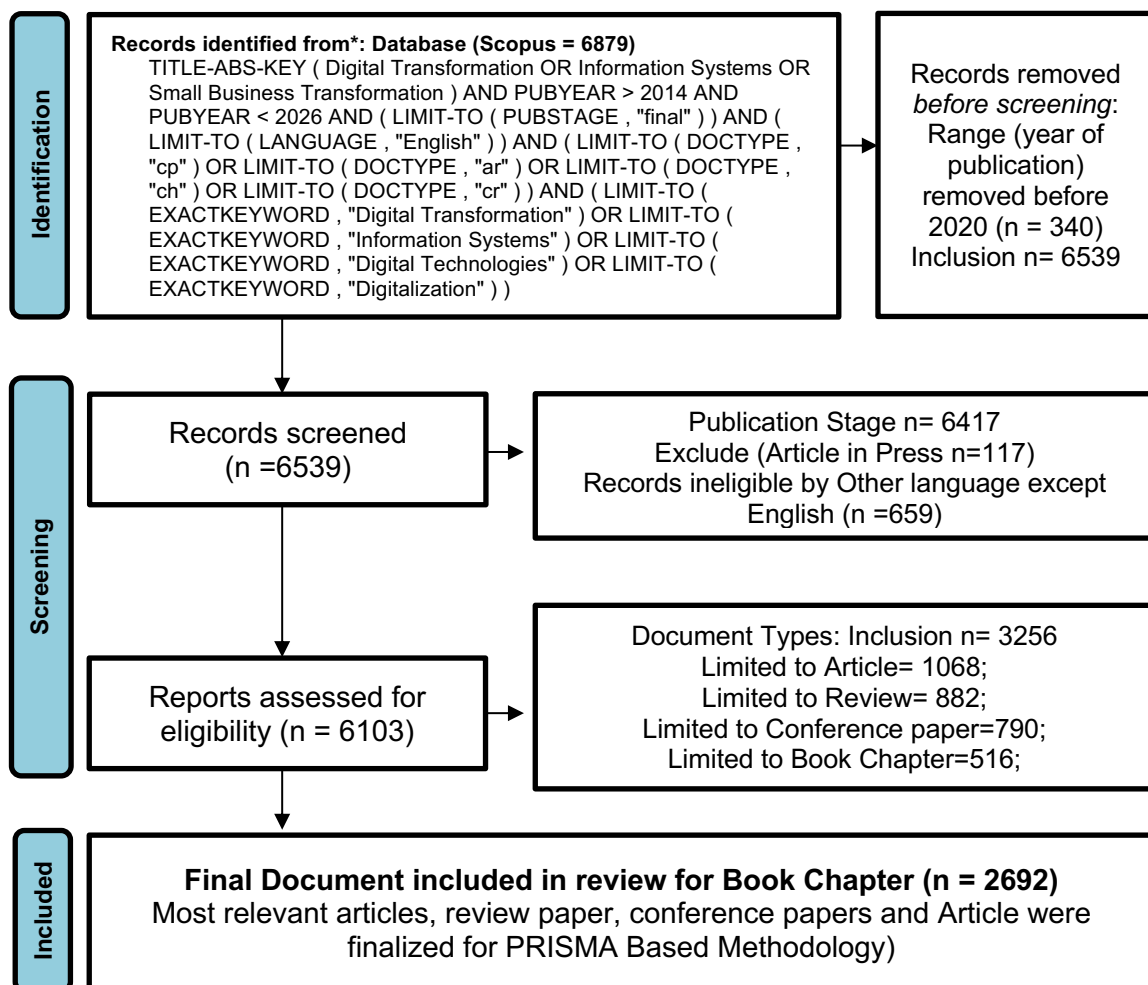 Identification
Records identified from*: Database (Scopus = 6879)
TITLE-ABS-KEY ( Digital Transformation OR Information Systems OR
Small Business Transformation ) AND PUBYEAR > 2014 AND
PUBYEAR < 2026 AND ( LIMIT-TO ( PUBSTAGE , "final" ) ) AND (
LIMIT-TO ( LANGUAGE , "English" ) ) AND ( LIMIT-TO ( DOCTYPE ,
"cp" ) OR LIMIT-TO ( DOCTYPE , "ar" ) OR LIMIT-TO ( DOCTYPE ,
"ch" ) OR LIMIT-TO ( DOCTYPE , "cr" ) ) AND ( LIMIT-TO (
EXACTKEYWORD , "Digital Transformation" ) OR LIMIT-TO (
EXACTKEYWORD , "Information Systems" ) OR LIMIT-TO (
EXACTKEYWORD , "Digital Technologies" ) OR LIMIT-TO (
EXACTKEYWORD , "Digitalization" ) )
Records removed
before screening:
Range (year of
publication)
removed before
2020 (n = 340)
Inclusion n= 6539
Screening
Records screened
(n =6539)
Publication Stage n= 6417
Exclude (Article in Press n=117)
Records ineligible by Other language except
English (n =659)
Reports assessed for
eligibility (n = 6103)
Document Types: Inclusion n= 3256
Limited to Article= 1068;
Limited to Review= 882;
Limited to Conference paper=790;
Limited to Book Chapter=516;
Included
Final Document included in review for Book Chapter (n = 2692)
Most relevant articles, review paper, conference papers and Article were
finalized for PRISMA Based Methodology)